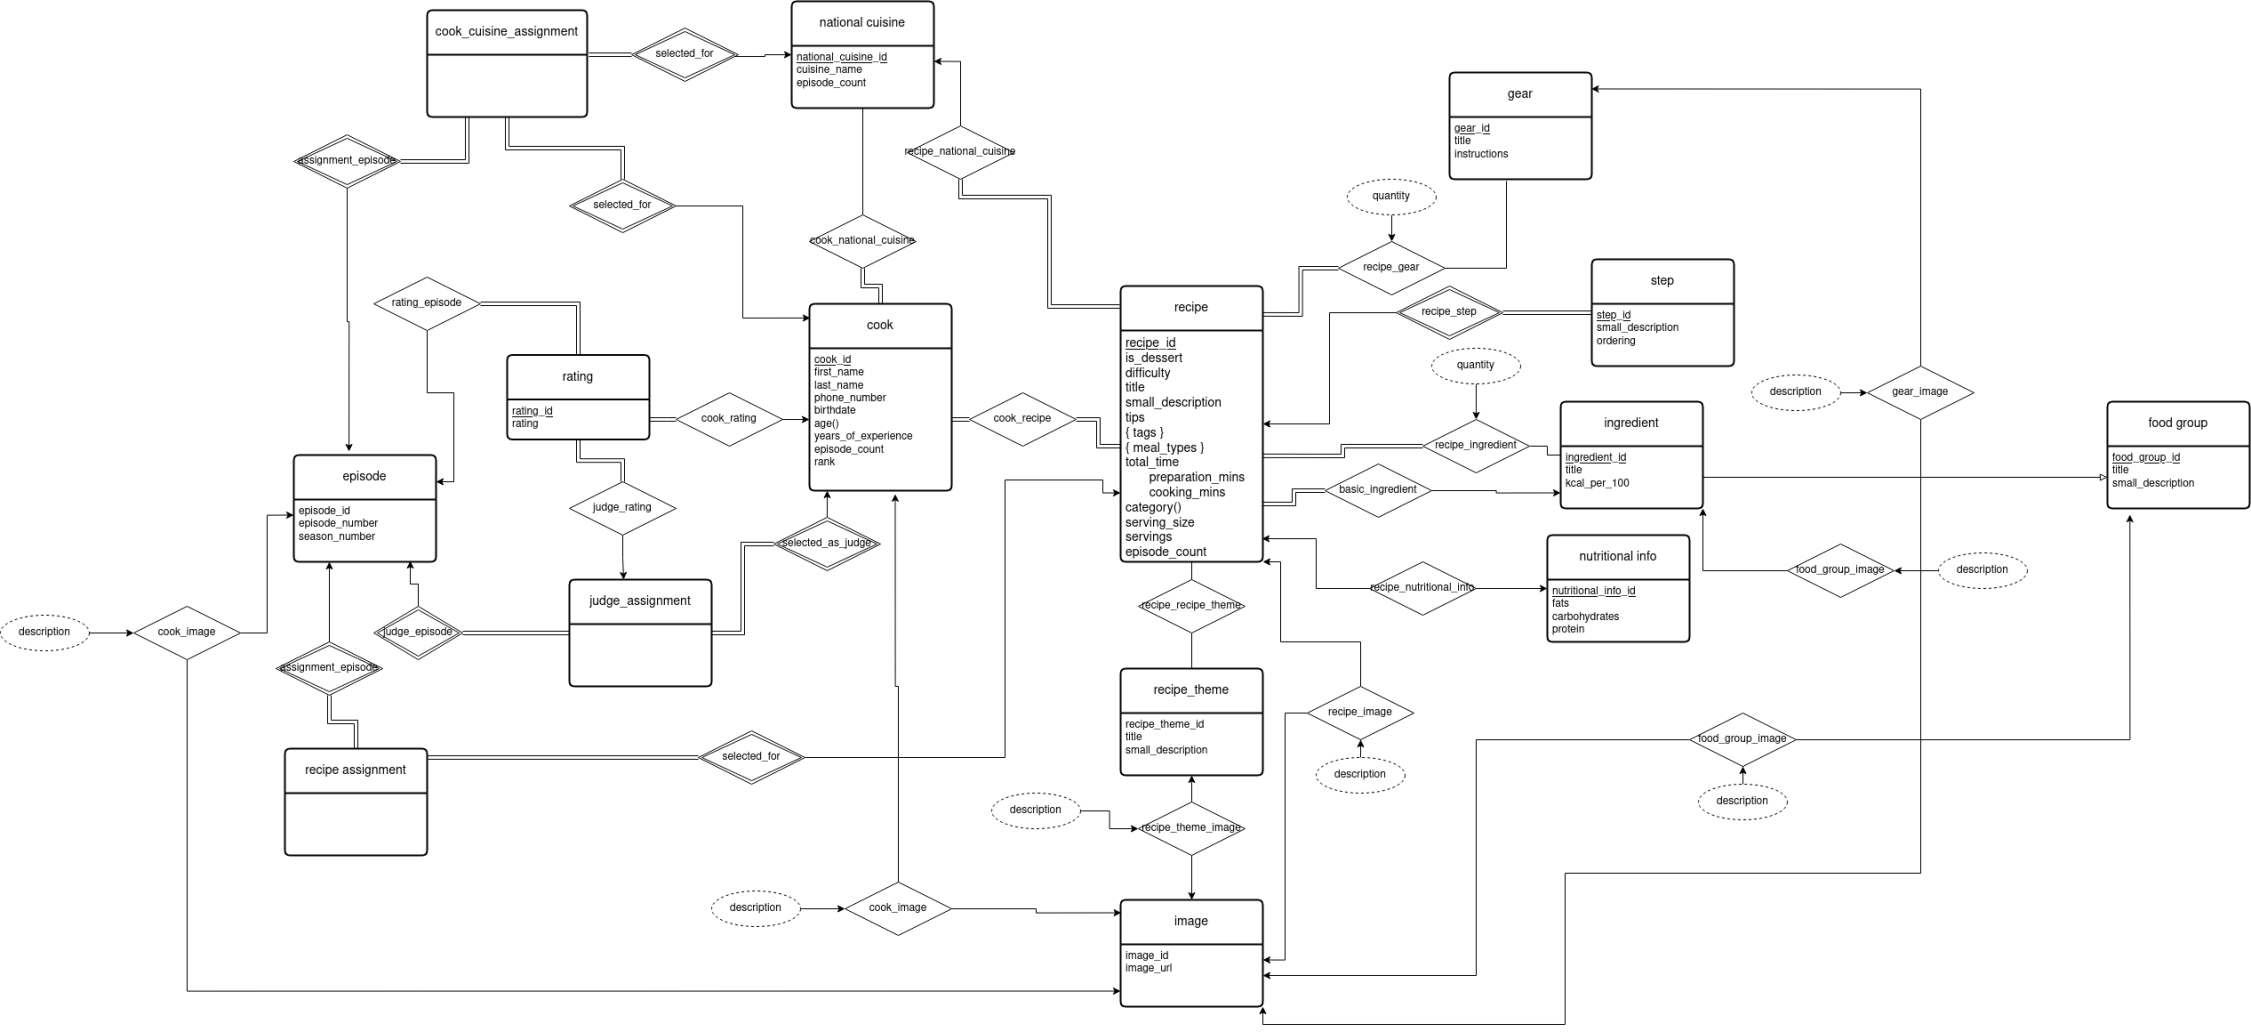 cook_cuisine_assignment
selected_for
national cuisine
national_cuisine_id
cuisine_name
episode_count
assignment_episode
selected_for
recipe_national_cuisine
cook_national_cuisine
gear
gear_id
title
instructions
quantity
recipe_gear
step
step_id
small_description
ordering
recipe_step
quantity
rating_episode
rating
rating_id
rating
cook_rating
cook
cook_id
first_name
last_name
phone_number
birthdate
age()
years_of_experience
episode_count
rank
cook_recipe
recipe
recipe_id
is_dessert
difficulty
title
small_description
tips
{ tags }
{ meal_types }
total_time
preparation_mins
cooking_mins
category()
serving_size
servings
episode_count
description
gear_image
recipe_ingredient
basic_ingredient
ingredient
ingredient_id
title
kcal_per_100
food group
food_group_id
title
small_description
episode
episode_id
episode_number
season_number
judge_rating
selected_as_judge
judge_assignment
judge_episode
nutritional info
nutritional_info_id
fats
carbohydrates
protein
recipe_nutritional_info
food_group_image
description
description
cook_image
assignment_episode
recipe_recipe_theme
recipe_theme
recipe_theme_id
title
small_description
recipe_image
description
food_group_image
description
recipe assignment
selected_for
description
recipe_theme_image
description
cook_image
image
image_id
image_url